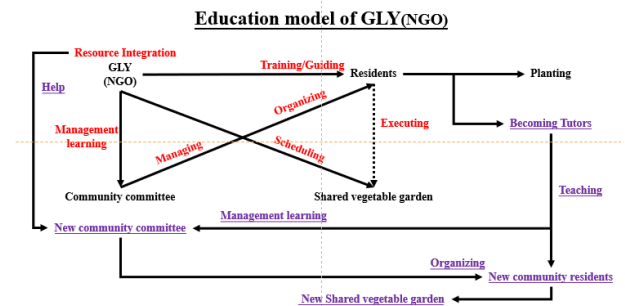 Education model of GLY(NGO)
Resource Integration
GLY
(NGO)
Training/Guiding
Residents
Planting
Help
Organizing
Becoming Tutors
Management
learning
Executing
Managing
Scheduling
Community committee
Shared vegetable garden
Teaching
Management learning
New community committee
Organizing
New community residents
New Shared vegetable garden